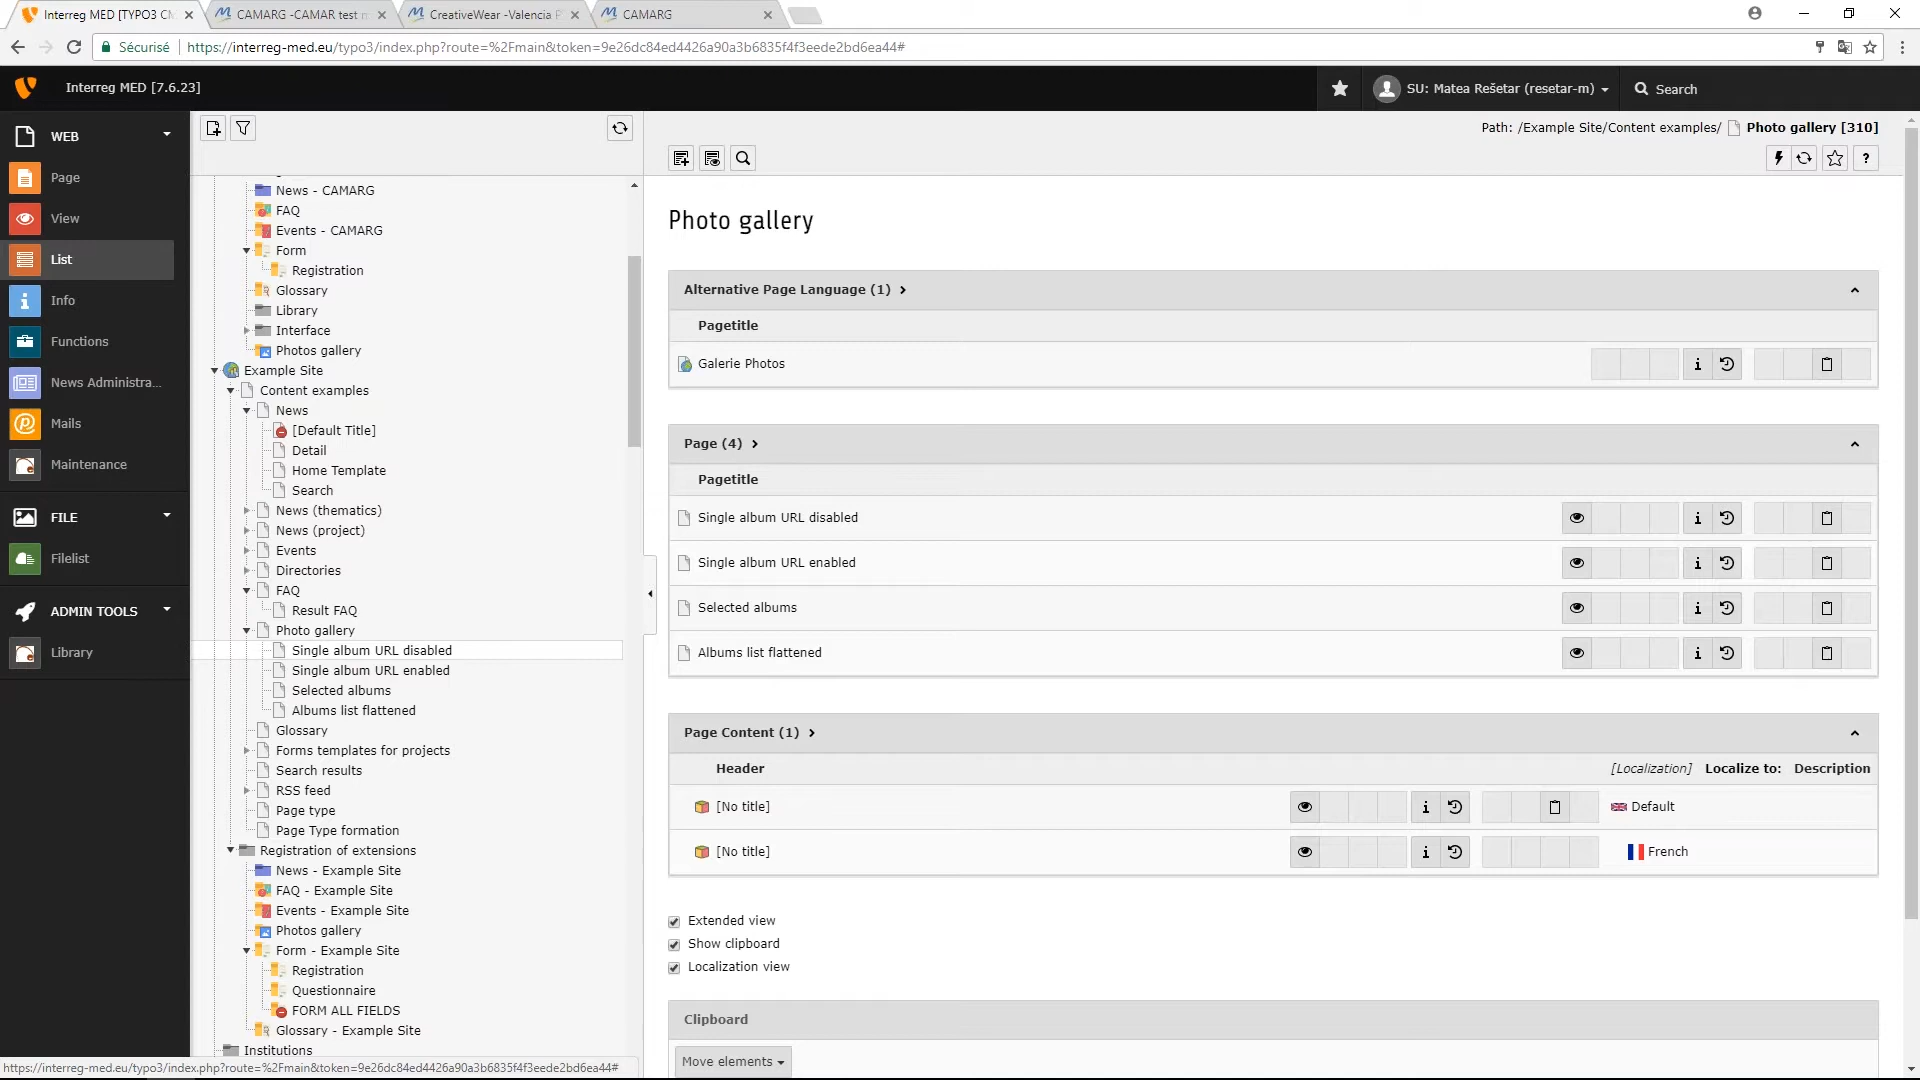 Interreg MED [TYPO3 CM
CAMARG -CAMAR test m
CreativeWear -Valencia P
CAMARG
Sécurisé
https://interreg-med.eu/typo3/index.php?route=%2Fmain&token=9e26dc84ed4426a90a3b6835f4f3eede2bd6ea44#
Interreg MED [7.6.23]
SU: Matea Rešetar (resetar-m)
Search
WEB
Page
View
List
Info
Functions
News Administra...
Mails
Maintenance
FILE
Filelist
ADMIN TOOLS
Library
News - CAMARG
FAQ
Events - CAMARG
Form
Registration
Glossary
Library
Interface
Photos gallery
Example Site
Content examples
News
[Default Title]
Detail
Home Template
Search
News (thematics)
News (project)
Events
Directories
FAQ
Result FAQ
Photo gallery
Single album URL disabled
Single album URL enabled
Selected albums
Albums list flattened
Glossary
Forms templates for projects
Search results
RSS feed
Page type
Page Type formation
Registration of extensions
News - Example Site
FAQ - Example Site
Events - Example Site
Photos gallery
Form - Example Site
Registration
Questionnaire
FORM ALL FIELDS
Glossary - Example Site
Institutions
https://interreg-med.eu/typo3/index.php?route=%2Fmain&token=9e26dc84ed4426a90a3b6835f4f3eede2bd6ea44#
Path: /Example Site/Content examples/ Photo gallery [310]
Photo gallery
Alternative Page Language (1)
Pagetitle
Galerie Photos
Page (4)
Pagetitle
Single album URL disabled
Single album URL enabled
Selected albums
Albums list flattened
Page Content (1)
Header [Localization] Localize to: Description
[No title] Default
[No title] French
Extended view
Show clipboard
Localization view
Clipboard
Move elements